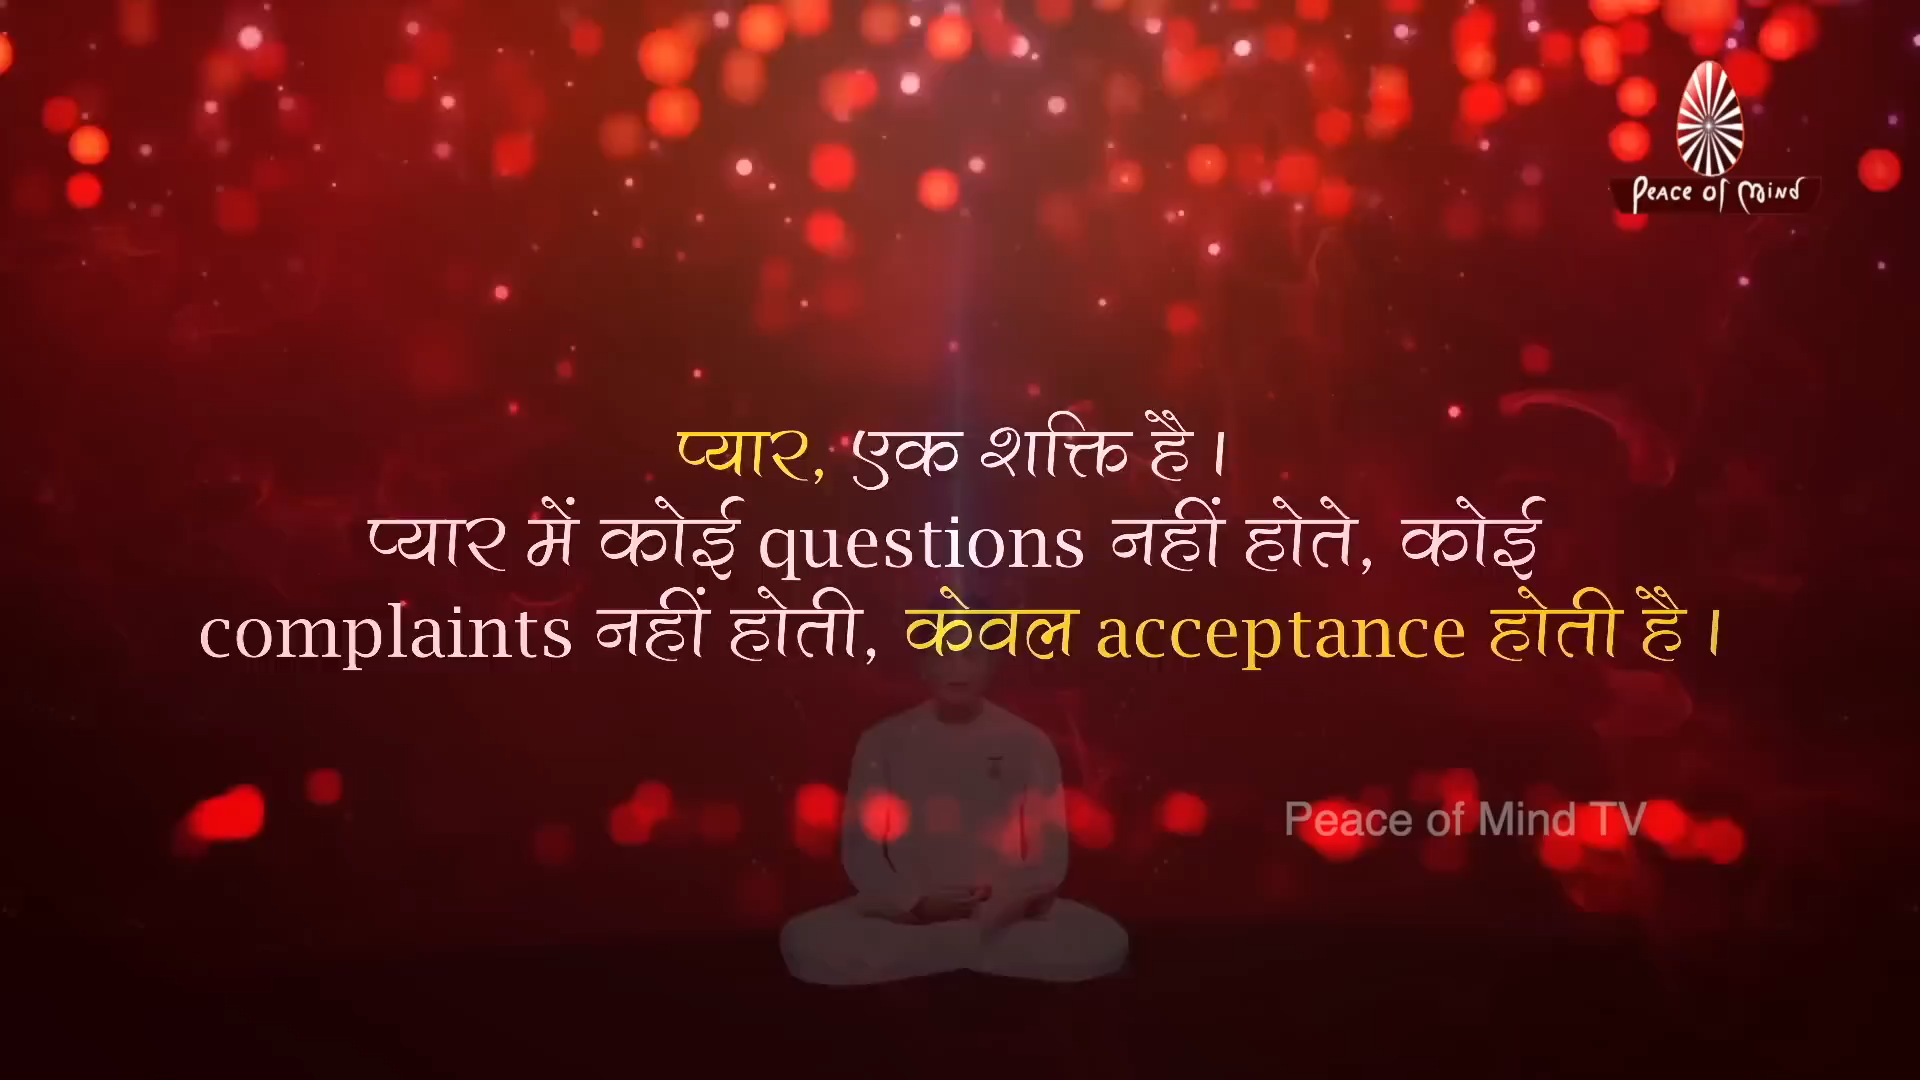 Peace of Mind
प्यार, एक शक्ति है।
प्यार में कोई questions नहीं होते, कोई
complaints नहीं होती, केवल acceptance होती है।
Peace of Mind TV